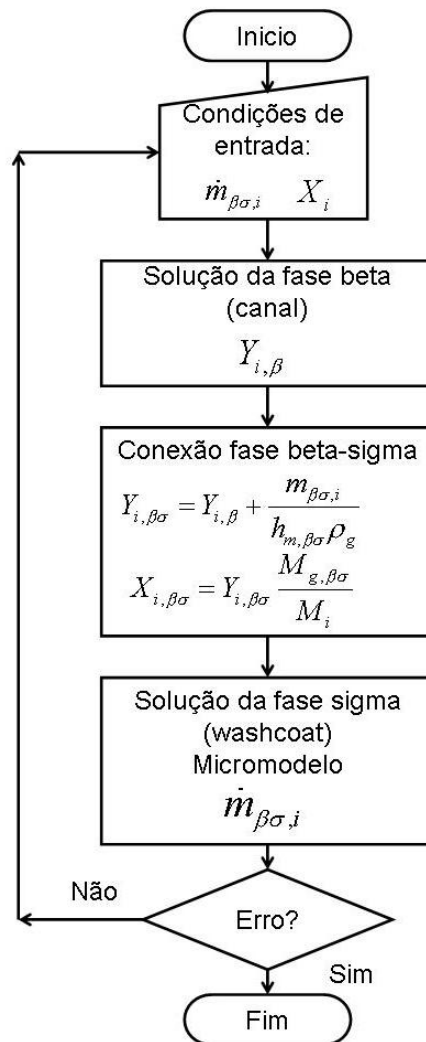 Inicio
Condições de
entrada:
ṁ_{βσ,i} X_i
Solução da fase beta
(canal)
Y_{i,β}
Conexão fase beta-sigma
Y_{i,βσ} = Y_{i,β} + m_{βσ,i} / (h_{m,βσ} ρ_g)
X_{i,βσ} = Y_{i,βσ} M_{g,βσ} / M_i
Solução da fase sigma
(washcoat)
Micromodelo
ṁ_{βσ,i}
Não
Erro?
Sim
Fim